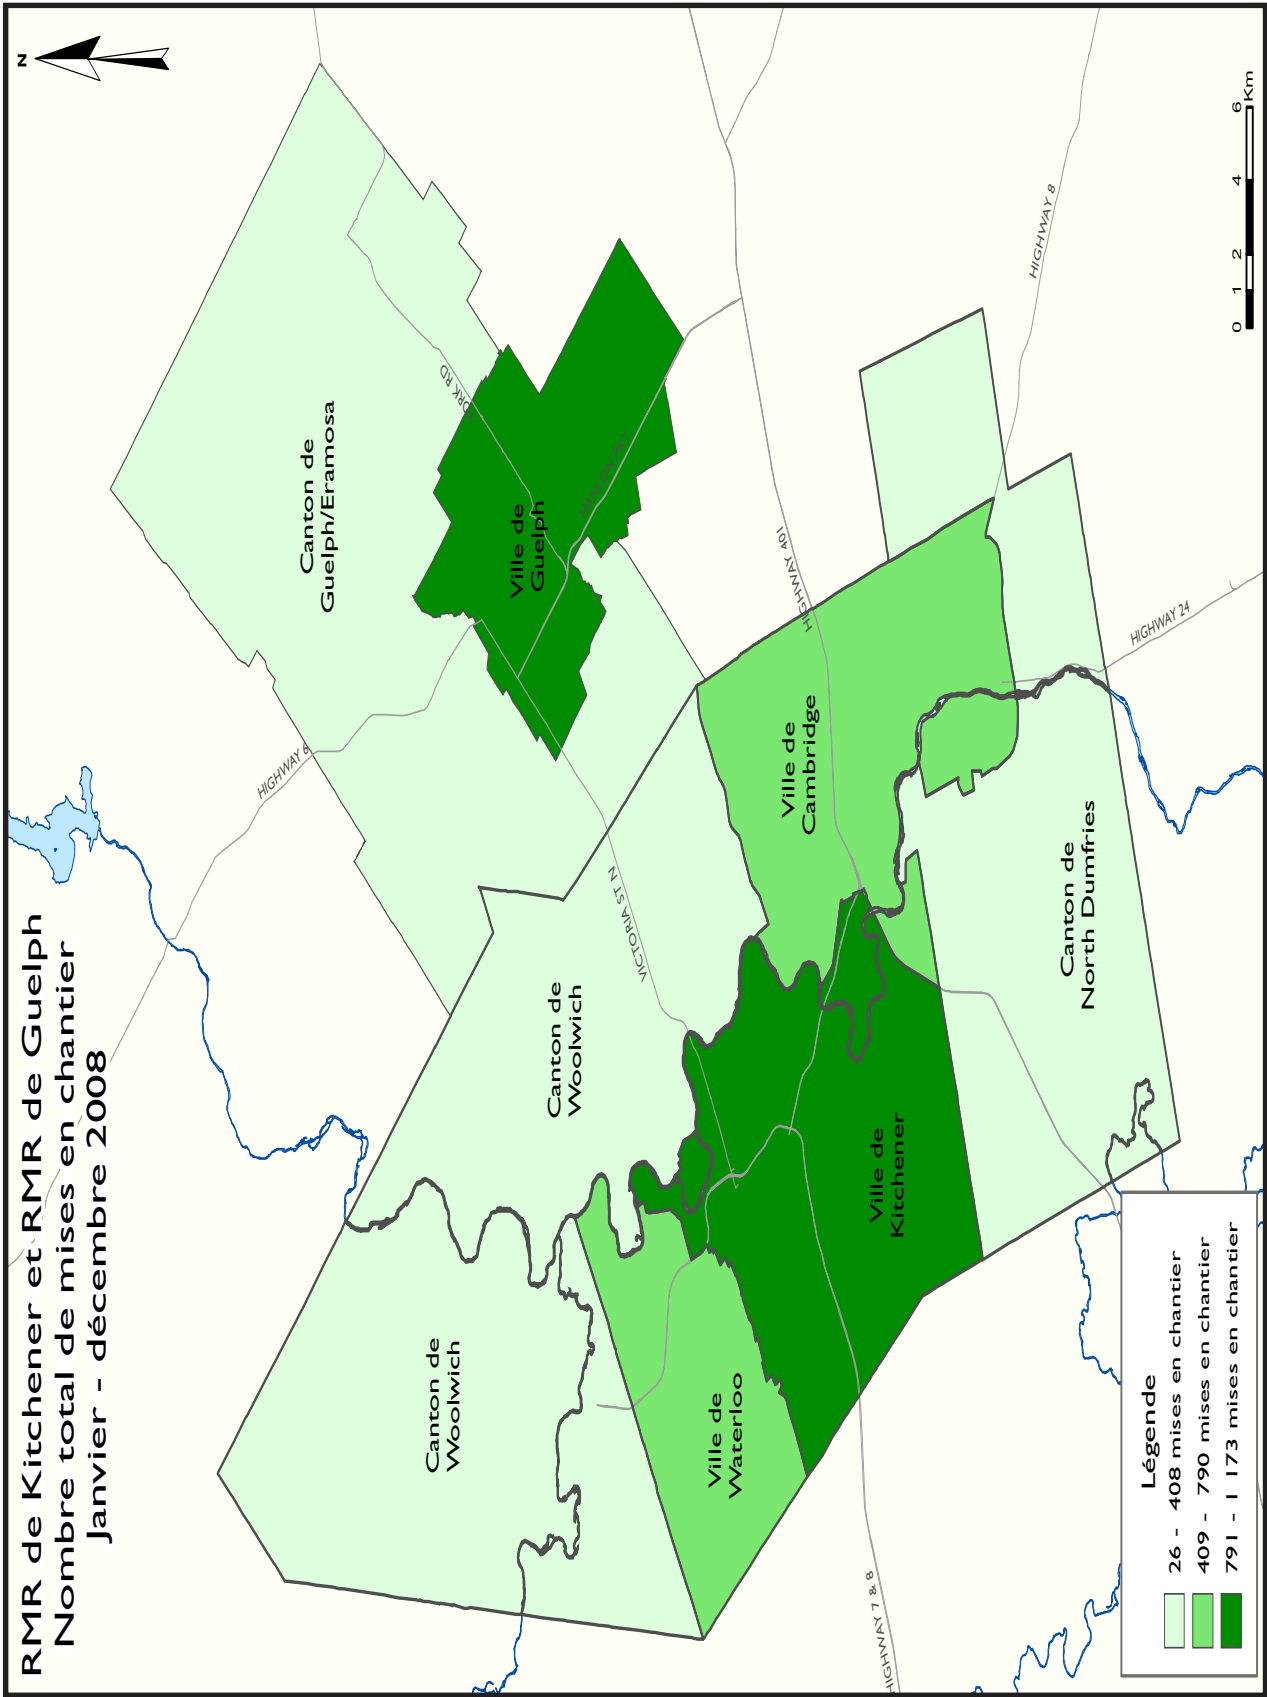 RMR de Kitchener et RMR de Guelph
Nombre total de mises en chantier
Janvier - décembre 2008
N
Canton de
Guelph/Eramosa
HIGHWAY 6
Ville de
Guelph
Canton de
Woolwich
Canton de
Woolwich
VICTORIA ST N
HIGHWAY 401
Ville de
Cambridge
Ville de
Waterloo
Ville de
Kitchener
HIGHWAY 8
HIGHWAY 24
Canton de
North Dumfries
HIGHWAY 7 & 8
Légende
26 - 408 mises en chantier
409 - 790 mises en chantier
791 - 1 173 mises en chantier
0 1 2 4 6
Km